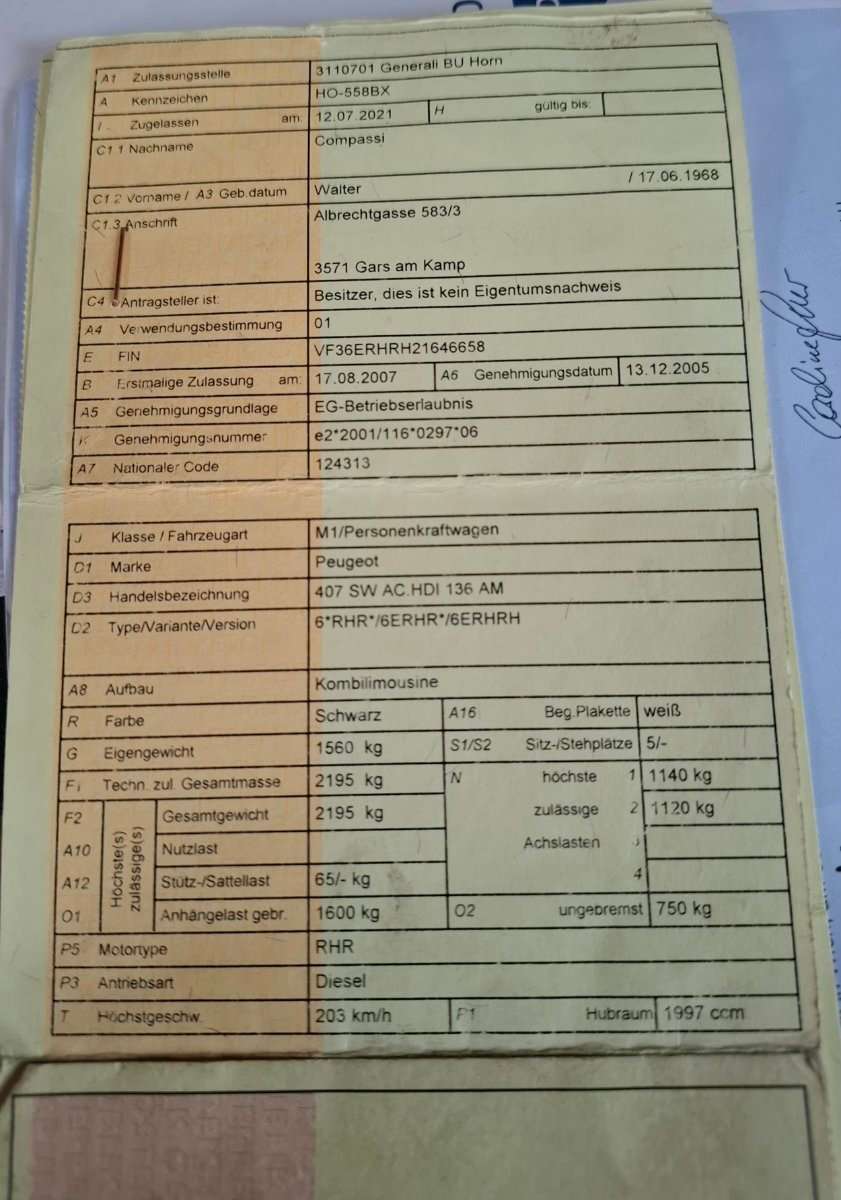 A1 Zulassungsstelle 3110701 Generali BU Horn
A Kennzeichen HO-558BX
I Zugelassen am: 12.07.2021 H gültig bis:
C1.1 Nachname Compassi
C1.2 Vorname / A3 Geb.datum Walter / 17.06.1968
C1.3 Anschrift Albrechtgasse 583/3
3571 Gars am Kamp
C4 Antragsteller ist: Besitzer, dies ist kein Eigentumsnachweis
A4 Verwendungsbestimmung 01
E FIN VF36ERHRH21646658
B Erstmalige Zulassung am: 17.08.2007 A6 Genehmigungsdatum 13.12.2005
A5 Genehmigungsgrundlage EG-Betriebserlaubnis
K Genehmigungsnummer e2*2001/116*0297*06
A7 Nationaler Code 124313
J Klasse / Fahrzeugart M1/Personenkraftwagen
D1 Marke Peugeot
D3 Handelsbezeichnung 407 SW AC.HDI 136 AM
D2 Type/Variante/Version 6*RHR*/6ERHR*/6ERHRH
A8 Aufbau Kombilimousine
R Farbe Schwarz A16 Beg.Plakette weiß
G Eigengewicht 1560 kg S1/S2 Sitz-/Stehplätze 5/-
F1 Techn. zul. Gesamtmasse 2195 kg N höchste 1 1140 kg
F2 Höchste(s) zulässige(s) Gesamtgewicht 2195 kg zulässige 2 1120 kg
A10 Nutzlast Achslasten 3
A12 Stütz-/Sattellast 65/- kg 4
O1 Anhängelast gebr. 1600 kg O2 ungebremst 750 kg
P5 Motortype RHR
P3 Antriebsart Diesel
T Höchstgeschw. 203 km/h P1 Hubraum 1997 ccm